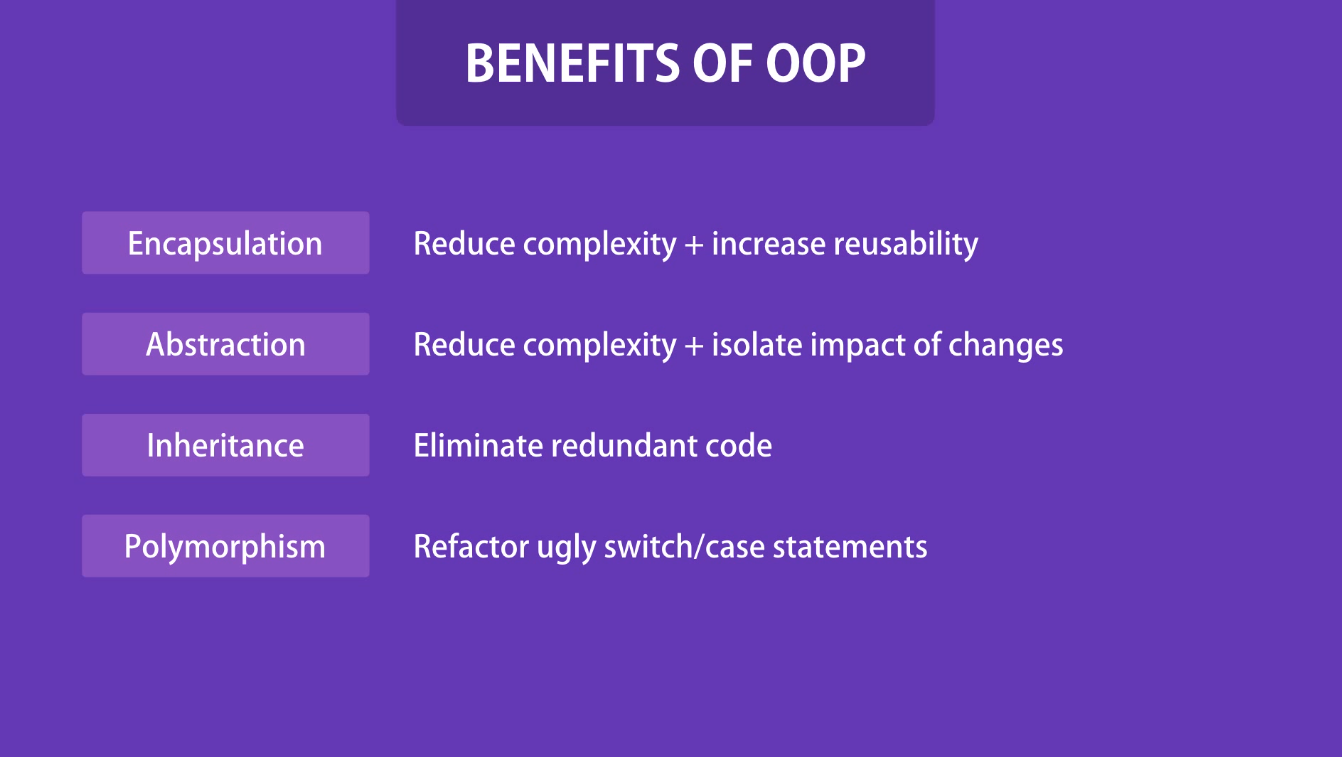 BENEFITS OF OOP
Encapsulation Reduce complexity + increase reusability
Abstraction Reduce complexity + isolate impact of changes
Inheritance Eliminate redundant code
Polymorphism Refactor ugly switch/case statements